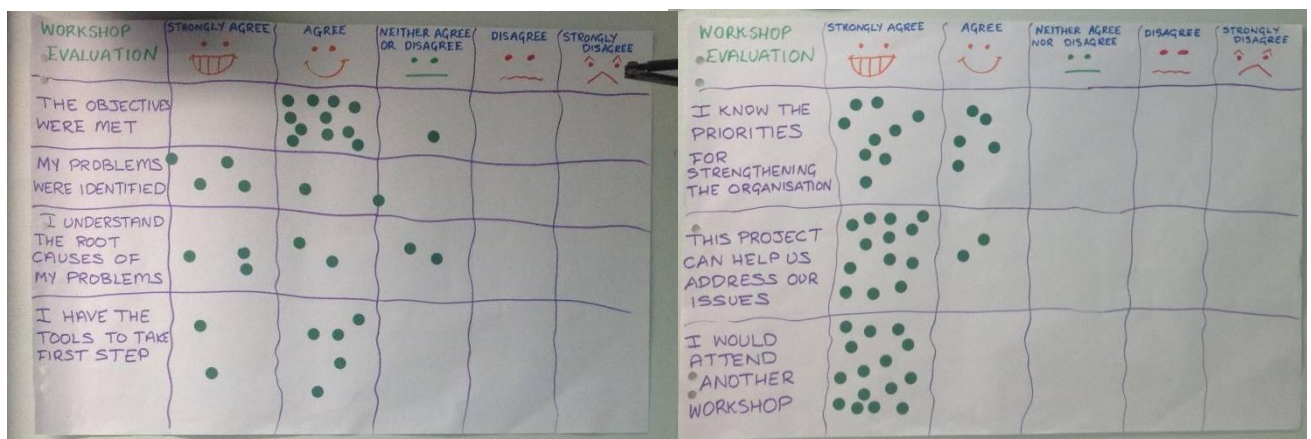 WORKSHOP
EVALUATION
STRONGLY AGREE
AGREE
NEITHER AGREE
OR DISAGREE
DISAGREE
STRONGLY
DISAGREE
THE OBJECTIVES
WERE MET
MY PROBLEMS
WERE IDENTIFIED
I UNDERSTAND
THE ROOT
CAUSES OF
MY PROBLEMS
I HAVE THE
TOOLS TO TAKE
FIRST STEP
WORKSHOP
EVALUATION
STRONGLY AGREE
AGREE
NEITHER AGREE
NOR DISAGREE
DISAGREE
STRONGLY
DISAGREE
I KNOW THE
PRIORITIES
FOR
STRENGTHENING
THE ORGANISATION
THIS PROJECT
CAN HELP US
ADDRESS OUR
ISSUES
I WOULD
ATTEND
ANOTHER
WORKSHOP